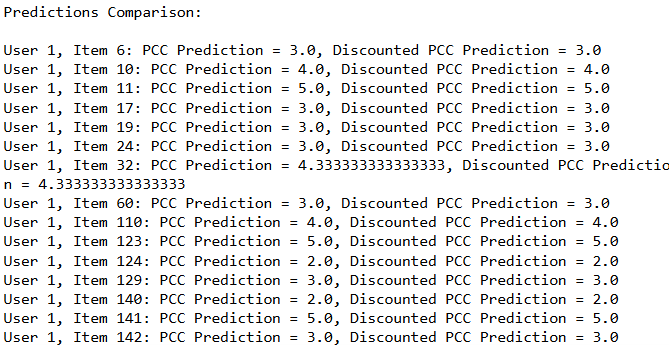 Predictions Comparison:
User 1, Item 6: PCC Prediction = 3.0, Discounted PCC Prediction = 3.0
User 1, Item 10: PCC Prediction = 4.0, Discounted PCC Prediction = 4.0
User 1, Item 11: PCC Prediction = 5.0, Discounted PCC Prediction = 5.0
User 1, Item 17: PCC Prediction = 3.0, Discounted PCC Prediction = 3.0
User 1, Item 19: PCC Prediction = 3.0, Discounted PCC Prediction = 3.0
User 1, Item 24: PCC Prediction = 3.0, Discounted PCC Prediction = 3.0
User 1, Item 32: PCC Prediction = 4.333333333333333, Discounted PCC Predictio
n = 4.333333333333333
User 1, Item 60: PCC Prediction = 3.0, Discounted PCC Prediction = 3.0
User 1, Item 110: PCC Prediction = 4.0, Discounted PCC Prediction = 4.0
User 1, Item 123: PCC Prediction = 5.0, Discounted PCC Prediction = 5.0
User 1, Item 124: PCC Prediction = 2.0, Discounted PCC Prediction = 2.0
User 1, Item 129: PCC Prediction = 3.0, Discounted PCC Prediction = 3.0
User 1, Item 140: PCC Prediction = 2.0, Discounted PCC Prediction = 2.0
User 1, Item 141: PCC Prediction = 5.0, Discounted PCC Prediction = 5.0
User 1, Item 142: PCC Prediction = 3.0, Discounted PCC Prediction = 3.0